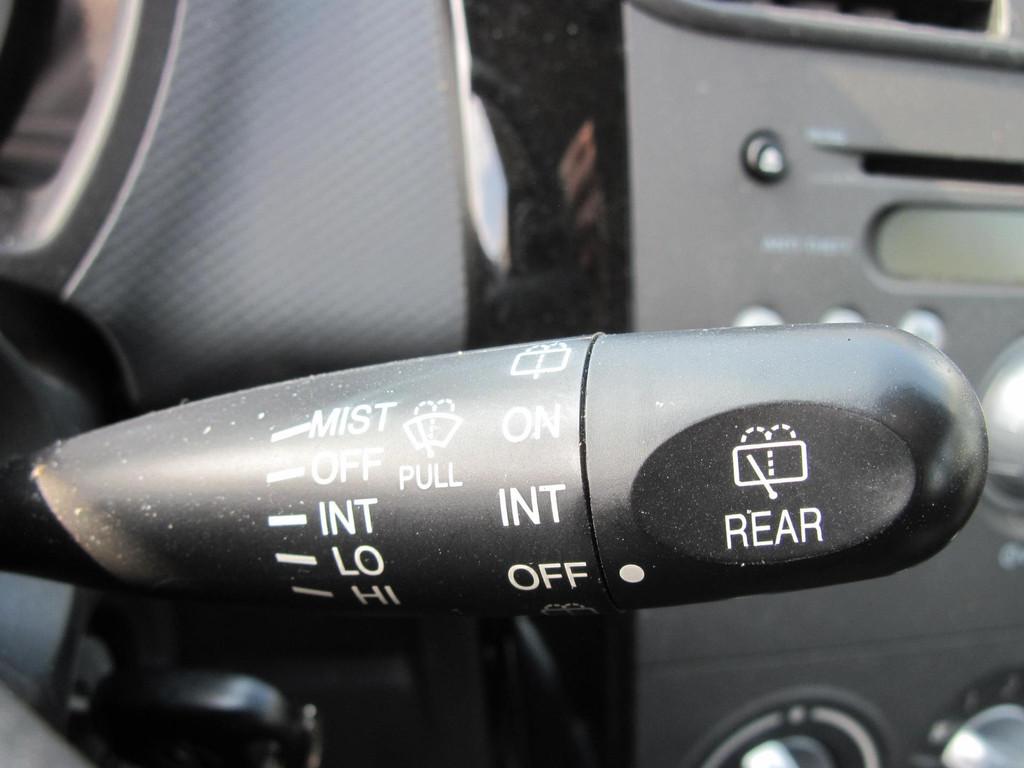 MIST
OFF
PULL
INT
LO
HI
ON
INT
OFF
REAR